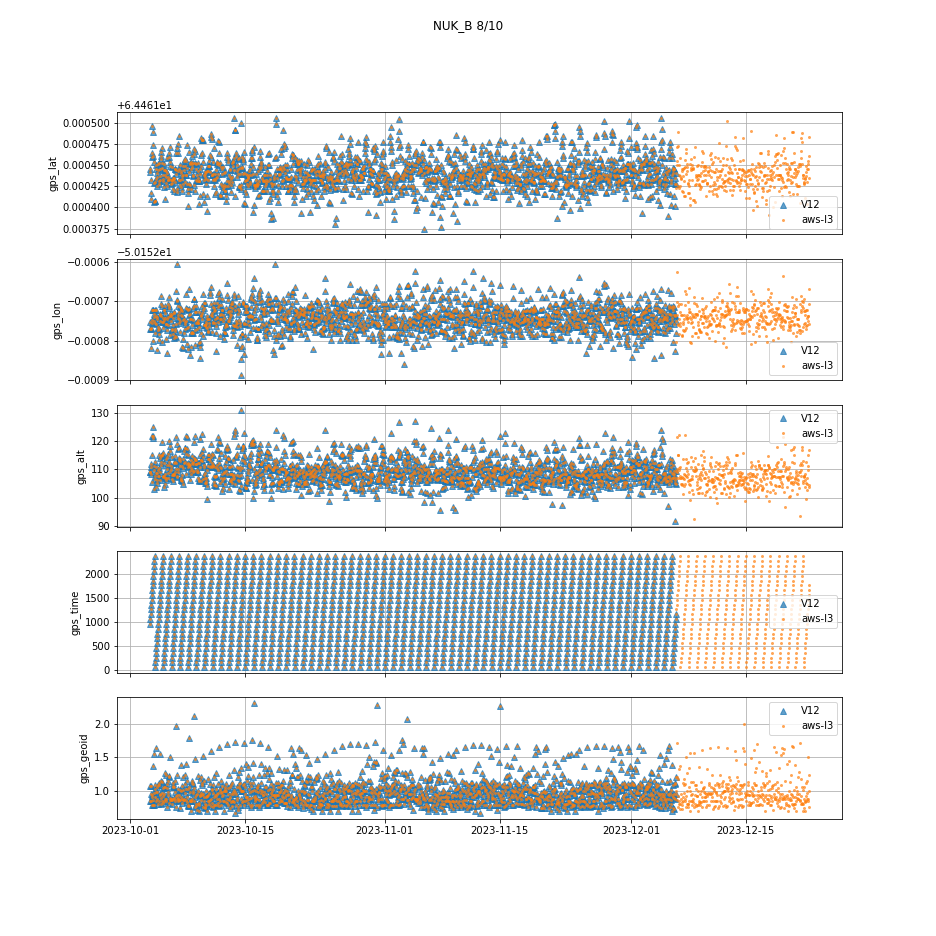 NUK_B 8/10
+6.4461e1
0.000500
0.000475
0.000450
0.000425
0.000400
0.000375
gps_lat
V12
aws-l3
−5.0152e1
−0.0006
−0.0007
−0.0008
−0.0009
gps_lon
V12
aws-l3
130
120
110
100
90
gps_alt
V12
aws-l3
2000
1500
1000
500
0
gps_time
V12
aws-l3
2.0
1.5
1.0
gps_geoid
V12
aws-l3
2023-10-01 2023-10-15 2023-11-01 2023-11-15 2023-12-01 2023-12-15